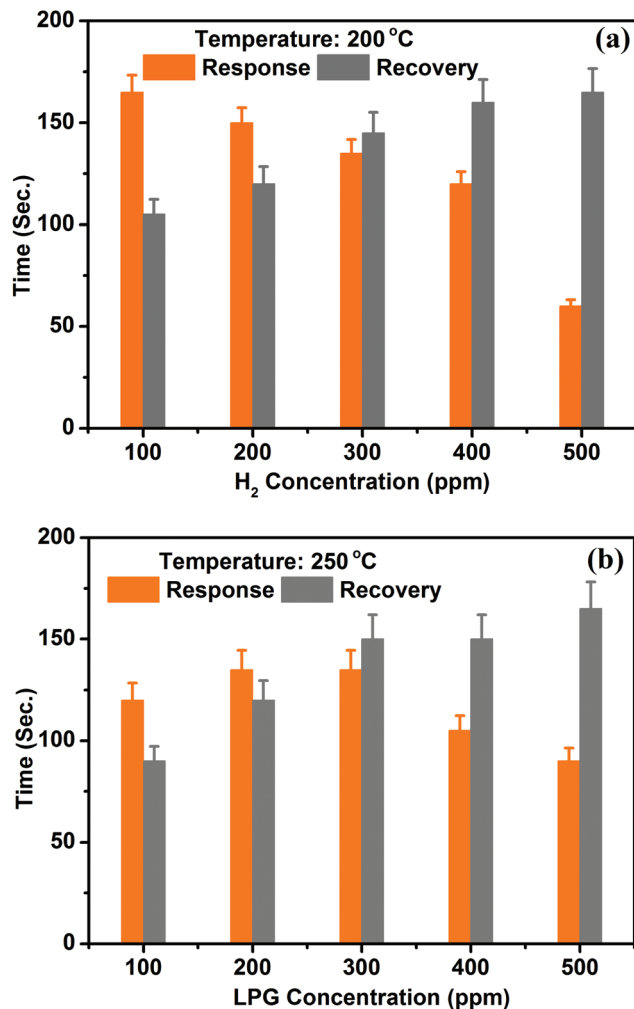 (a)
Temperature: 200 °C
Response Recovery
200
150
100
50
0
Time (Sec.)
100 200 300 400 500
H₂ Concentration (ppm)
(b)
Temperature: 250 °C
Response Recovery
200
150
100
50
0
Time (Sec.)
100 200 300 400 500
LPG Concentration (ppm)